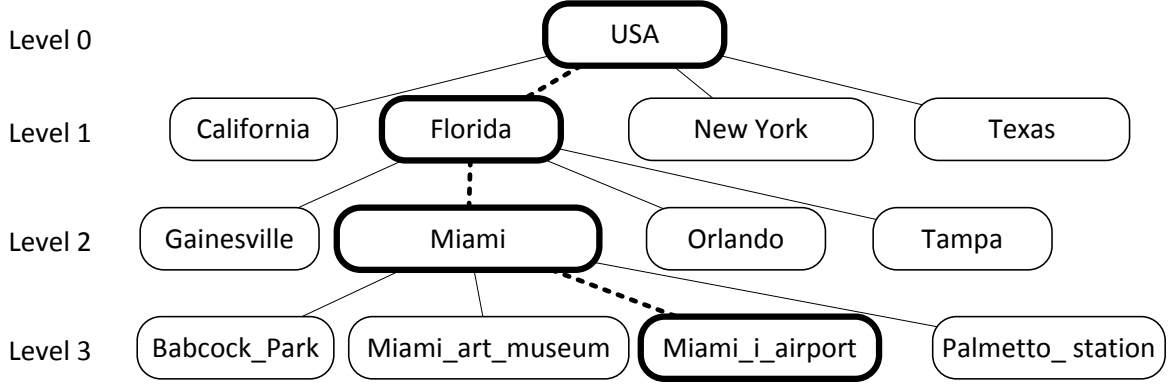 Level 0 USA
Level 1 California Florida New York Texas
Level 2 Gainesville Miami Orlando Tampa
Level 3 Babcock_Park Miami_art_museum Miami_i_airport Palmetto_ station